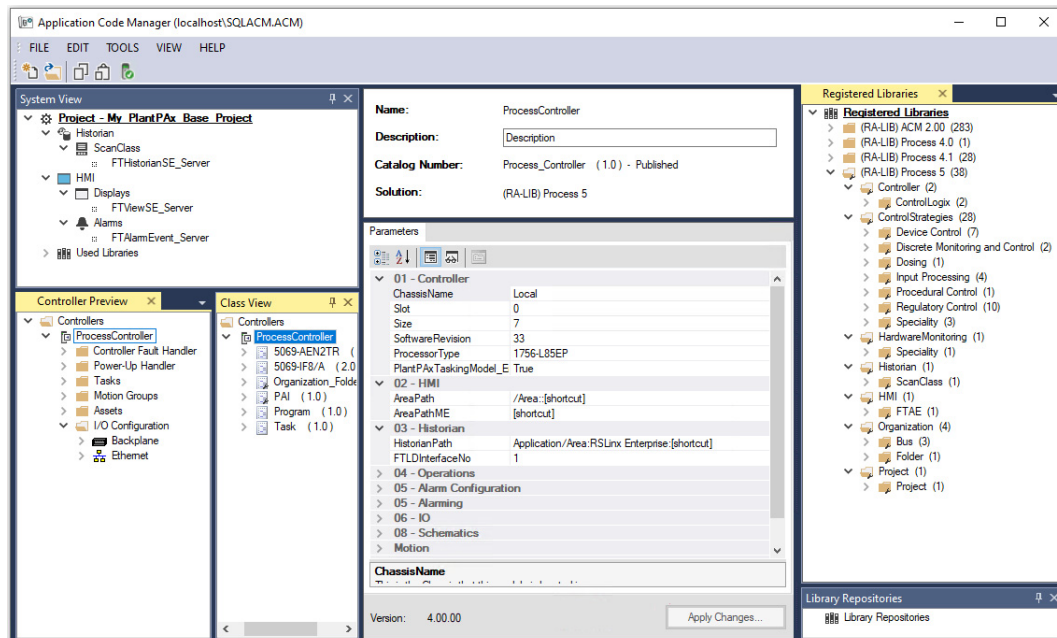 Application Code Manager (localhost\SQLACM.ACM)
FILE EDIT TOOLS VIEW HELP
System View
Project - My_PlantPAx_Base_Project
Historian
ScanClass
FTHistorianSE_Server
HMI
Displays
FTViewSE_Server
Alarms
FTAlarmEvent_Server
Used Libraries
Controller Preview
Controllers
ProcessController
Controller Fault Handler
Power-Up Handler
Tasks
Motion Groups
Assets
I/O Configuration
Backplane
Ethernet
Class View
Controllers
ProcessController
5069-AEN2TR (
5069-IF8/A (2.0
Organization_Folde
PAI (1.0)
Program (1.0)
Task (1.0)
Name: ProcessController
Description: Description
Catalog Number: Process_Controller (1.0) - Published
Solution: (RA-LIB) Process 5
Parameters
01 - Controller
ChassisName Local
Slot 0
Size 7
SoftwareRevision 33
ProcessorType 1756-L85EP
PlantPAxTaskingModel_E True
02 - HMI
AreaPath /Area::[shortcut]
AreaPathME [shortcut]
03 - Historian
HistorianPath Application/Area:RSLinx Enterprise:[shortcut]
FTLDInterfaceNo 1
04 - Operations
05 - Alarm Configuration
05 - Alarming
06 - IO
08 - Schematics
Motion
ChassisName
Version: 4.00.00
Apply Changes...
Registered Libraries
Registered Libraries
(RA-LIB) ACM 2.00 (283)
(RA-LIB) Process 4.0 (1)
(RA-LIB) Process 4.1 (28)
(RA-LIB) Process 5 (38)
Controller (2)
ControlLogix (2)
ControlStrategies (28)
Device Control (7)
Discrete Monitoring and Control (2)
Dosing (1)
Input Processing (4)
Procedural Control (1)
Regulatory Control (10)
Speciality (3)
HardwareMonitoring (1)
Speciality (1)
Historian (1)
ScanClass (1)
HMI (1)
FTAE (1)
Organization (4)
Bus (3)
Folder (1)
Project (1)
Project (1)
Library Repositories
Library Repositories